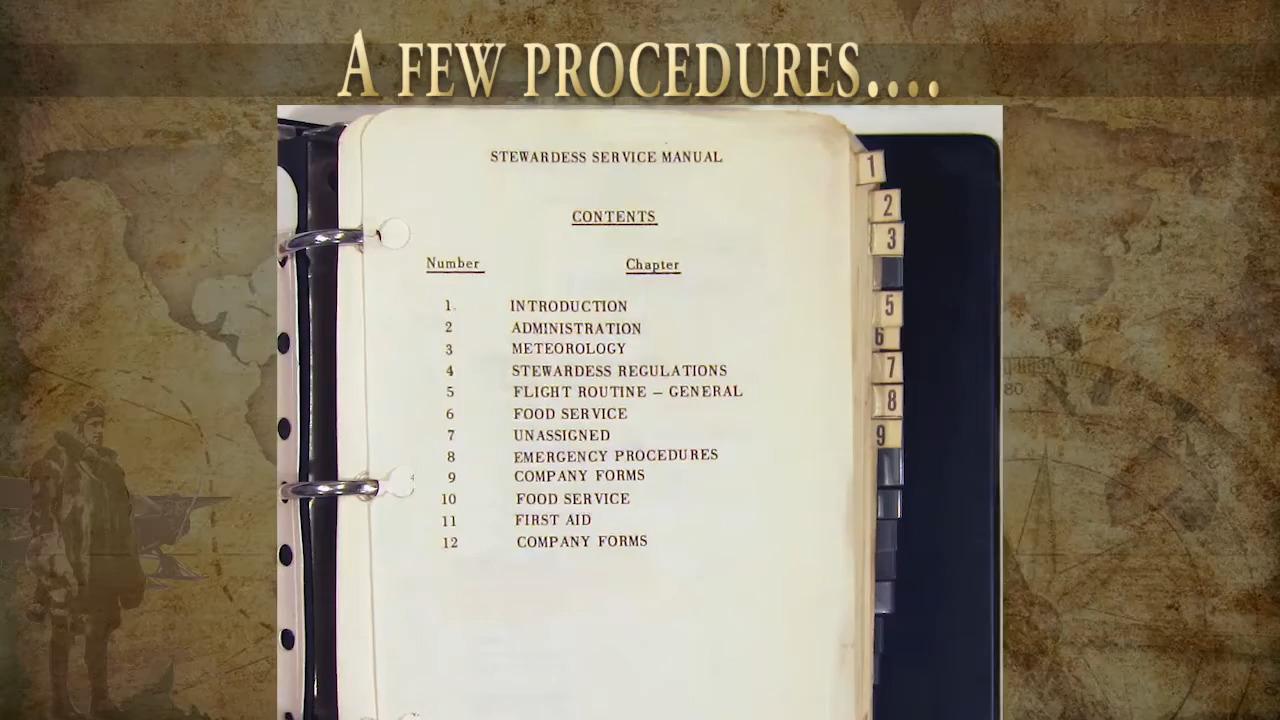 A FEW PROCEDURES....
STEWARDESS SERVICE MANUAL
CONTENTS
Number Chapter
1. INTRODUCTION
2 ADMINISTRATION
3 METEOROLOGY
4 STEWARDESS REGULATIONS
5 FLIGHT ROUTINE — GENERAL
6 FOOD SERVICE
7 UNASSIGNED
8 EMERGENCY PROCEDURES
9 COMPANY FORMS
10 FOOD SERVICE
11 FIRST AID
12 COMPANY FORMS
1
2
3
5
6
7
8
9
80